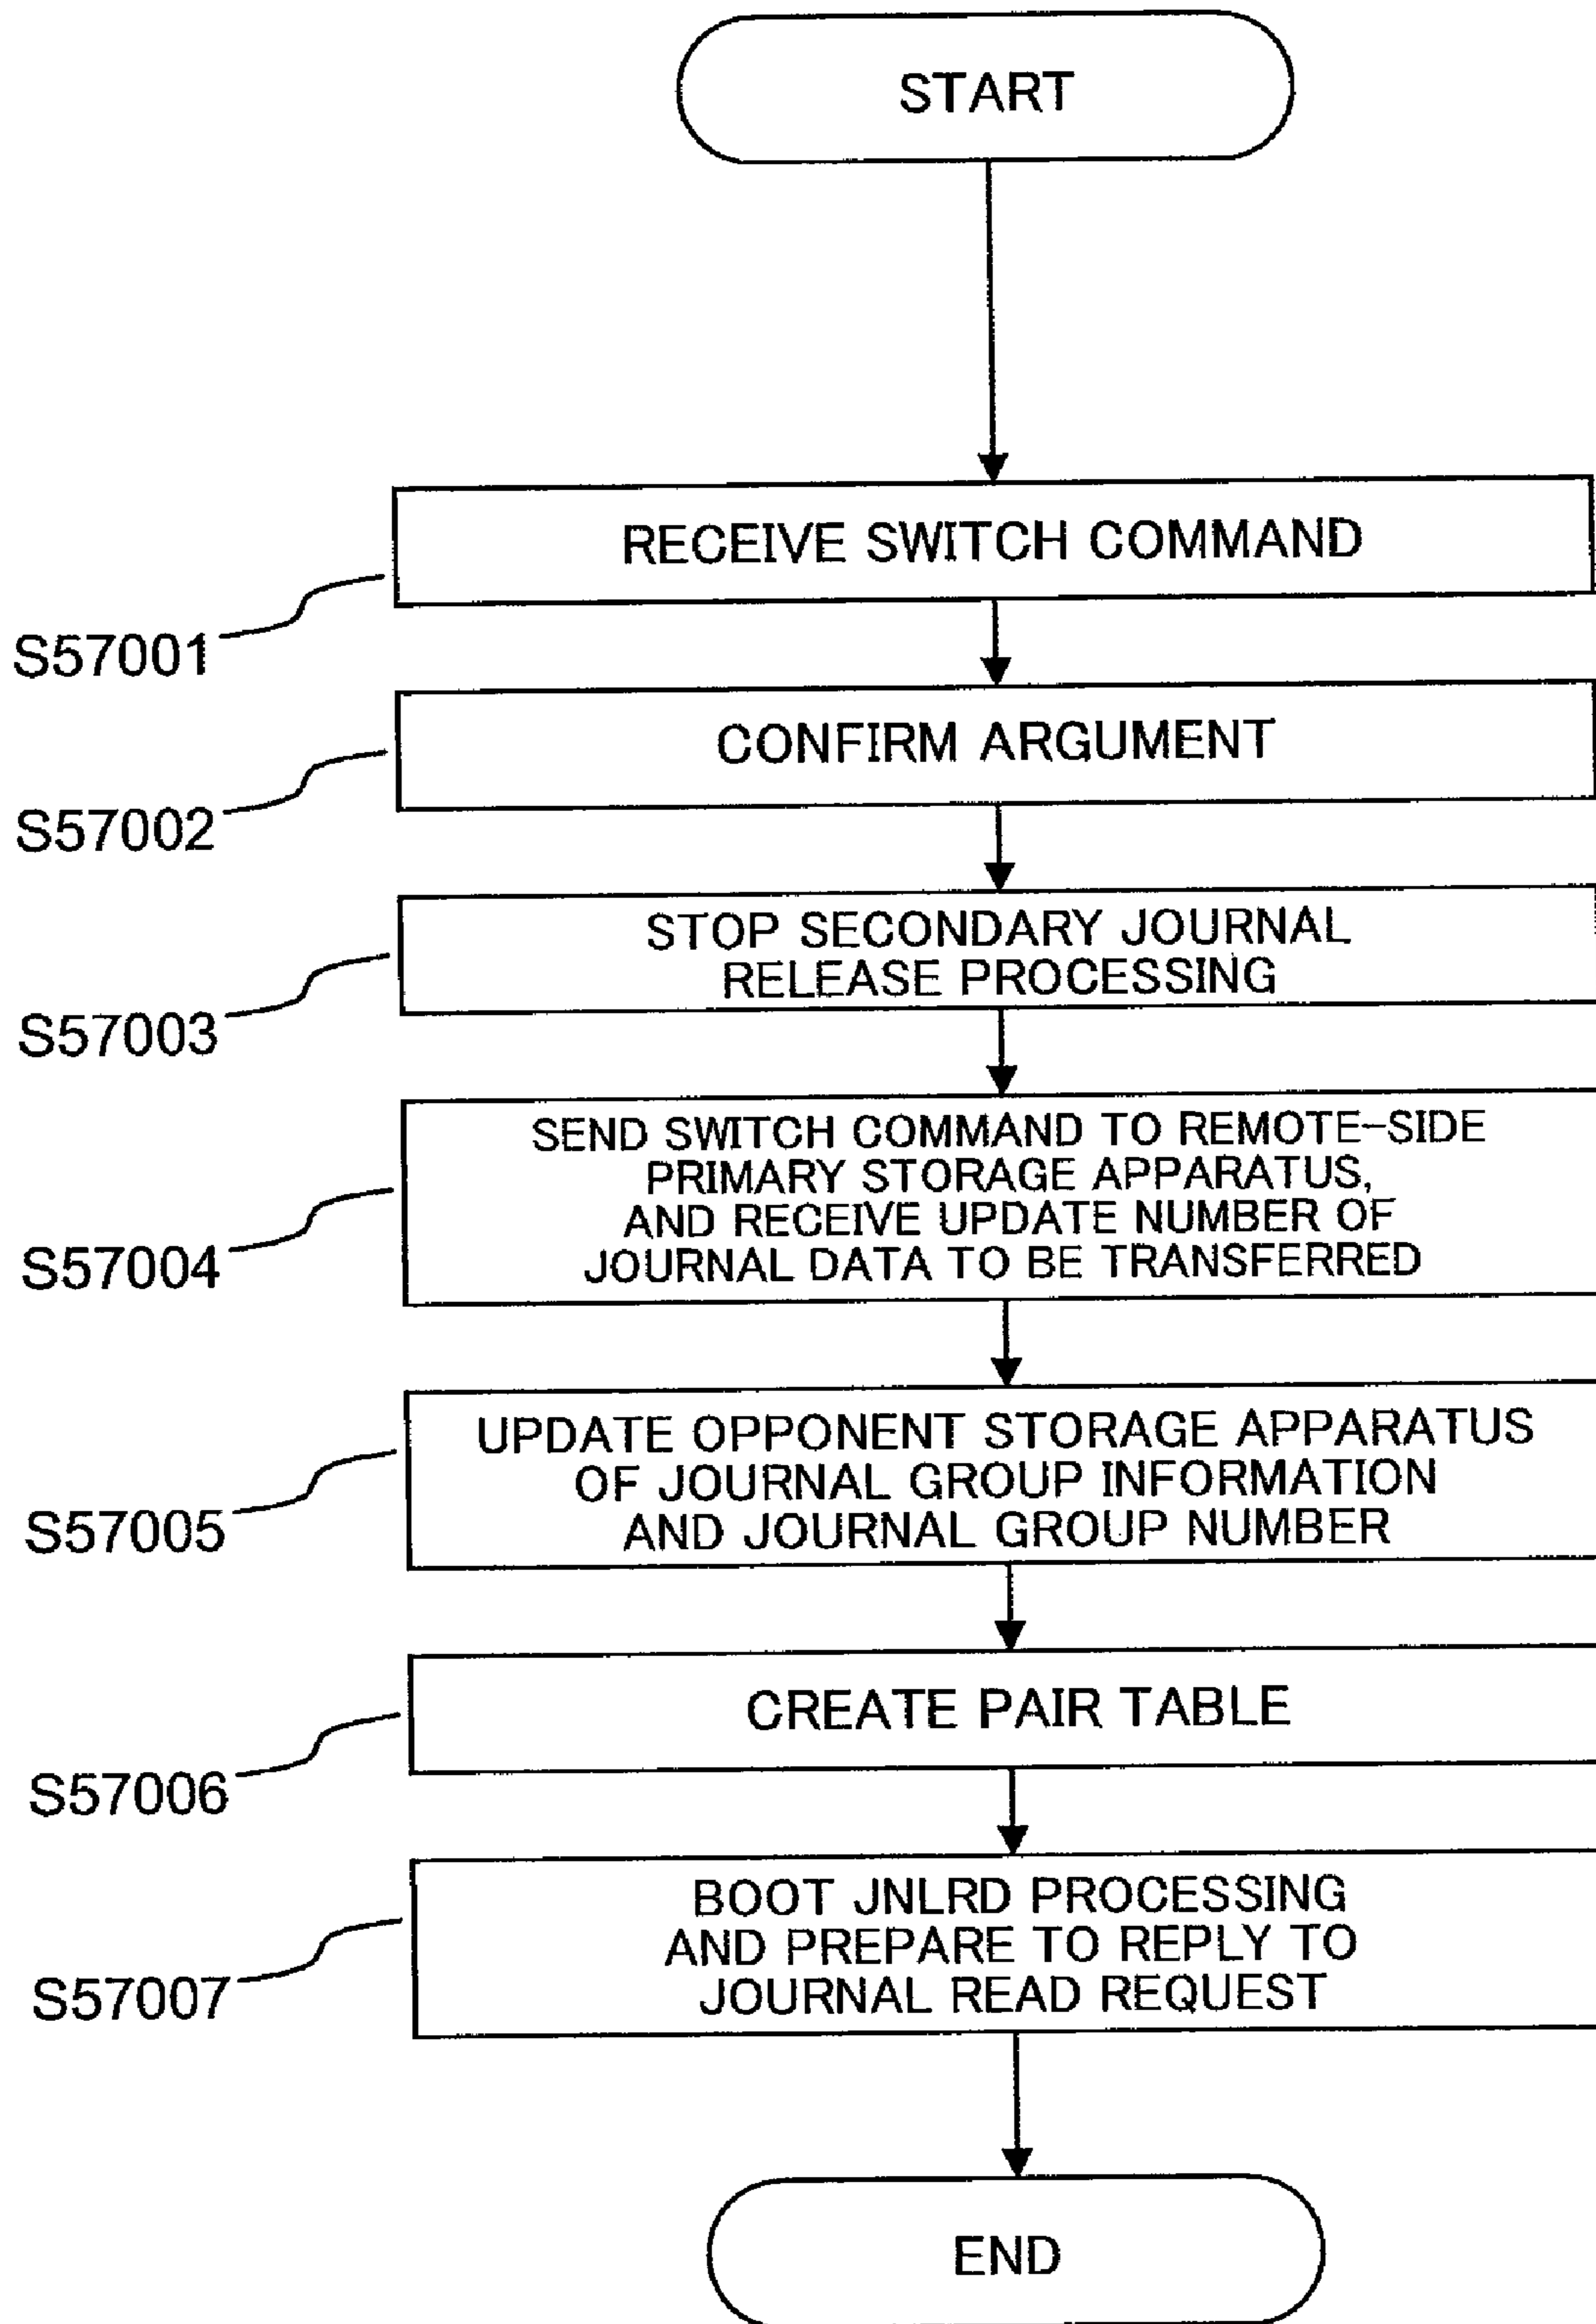 START
RECEIVE SWITCH COMMAND
S57001
CONFIRM ARGUMENT
S57002
STOP SECONDARY JOURNAL
RELEASE PROCESSING
S57003
SEND SWITCH COMMAND TO REMOTE-SIDE
PRIMARY STORAGE APPARATUS,
AND RECEIVE UPDATE NUMBER OF
JOURNAL DATA TO BE TRANSFERRED
S57004
UPDATE OPPONENT STORAGE APPARATUS
OF JOURNAL GROUP INFORMATION
AND JOURNAL GROUP NUMBER
S57005
CREATE PAIR TABLE
S57006
BOOT JNLRD PROCESSING
AND PREPARE TO REPLY TO
JOURNAL READ REQUEST
S57007
END